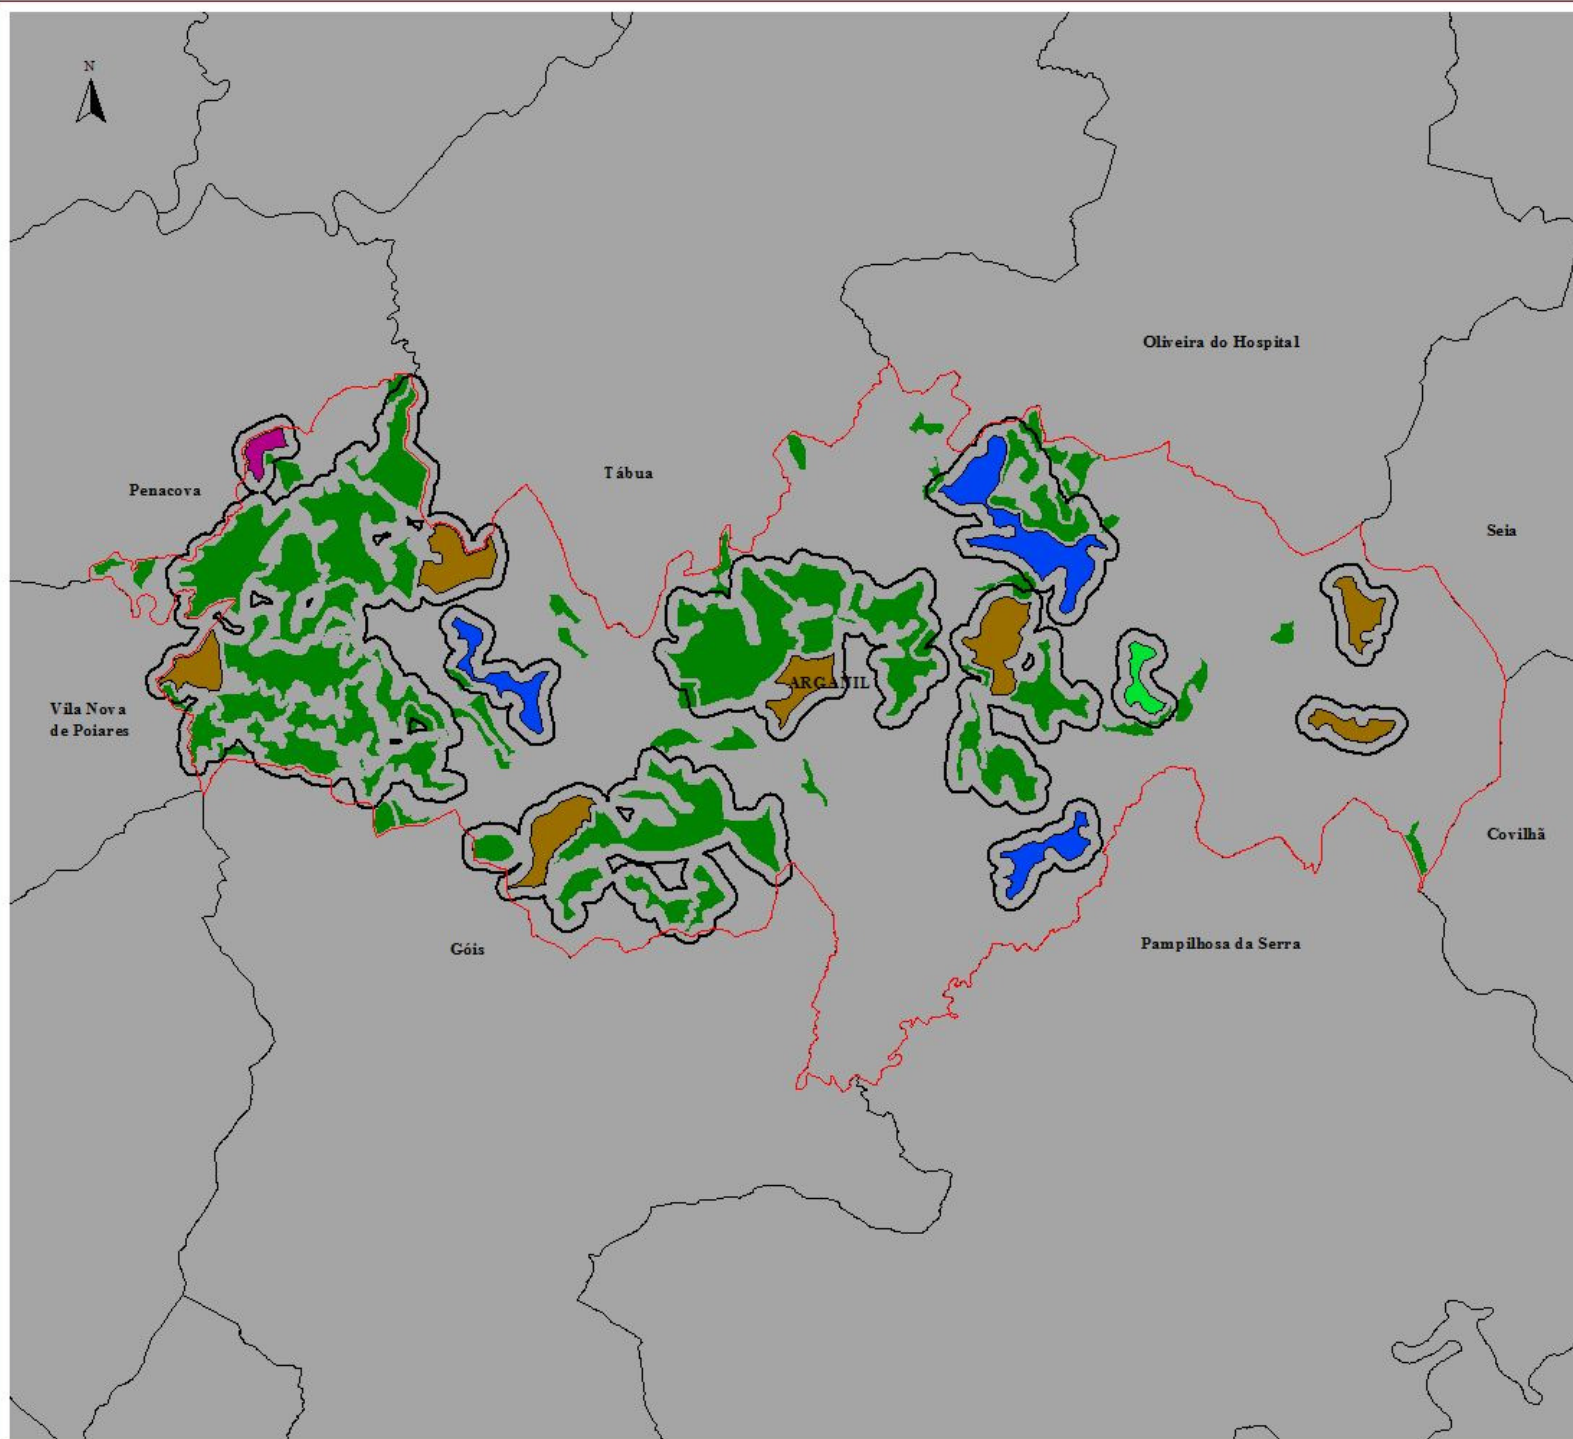 N
Oliveira do Hospital
Tábua
Penacova
Seia
ARGANIL
Vila Nova
de Poiares
Covilhã
Góis
Pampilhosa da Serra